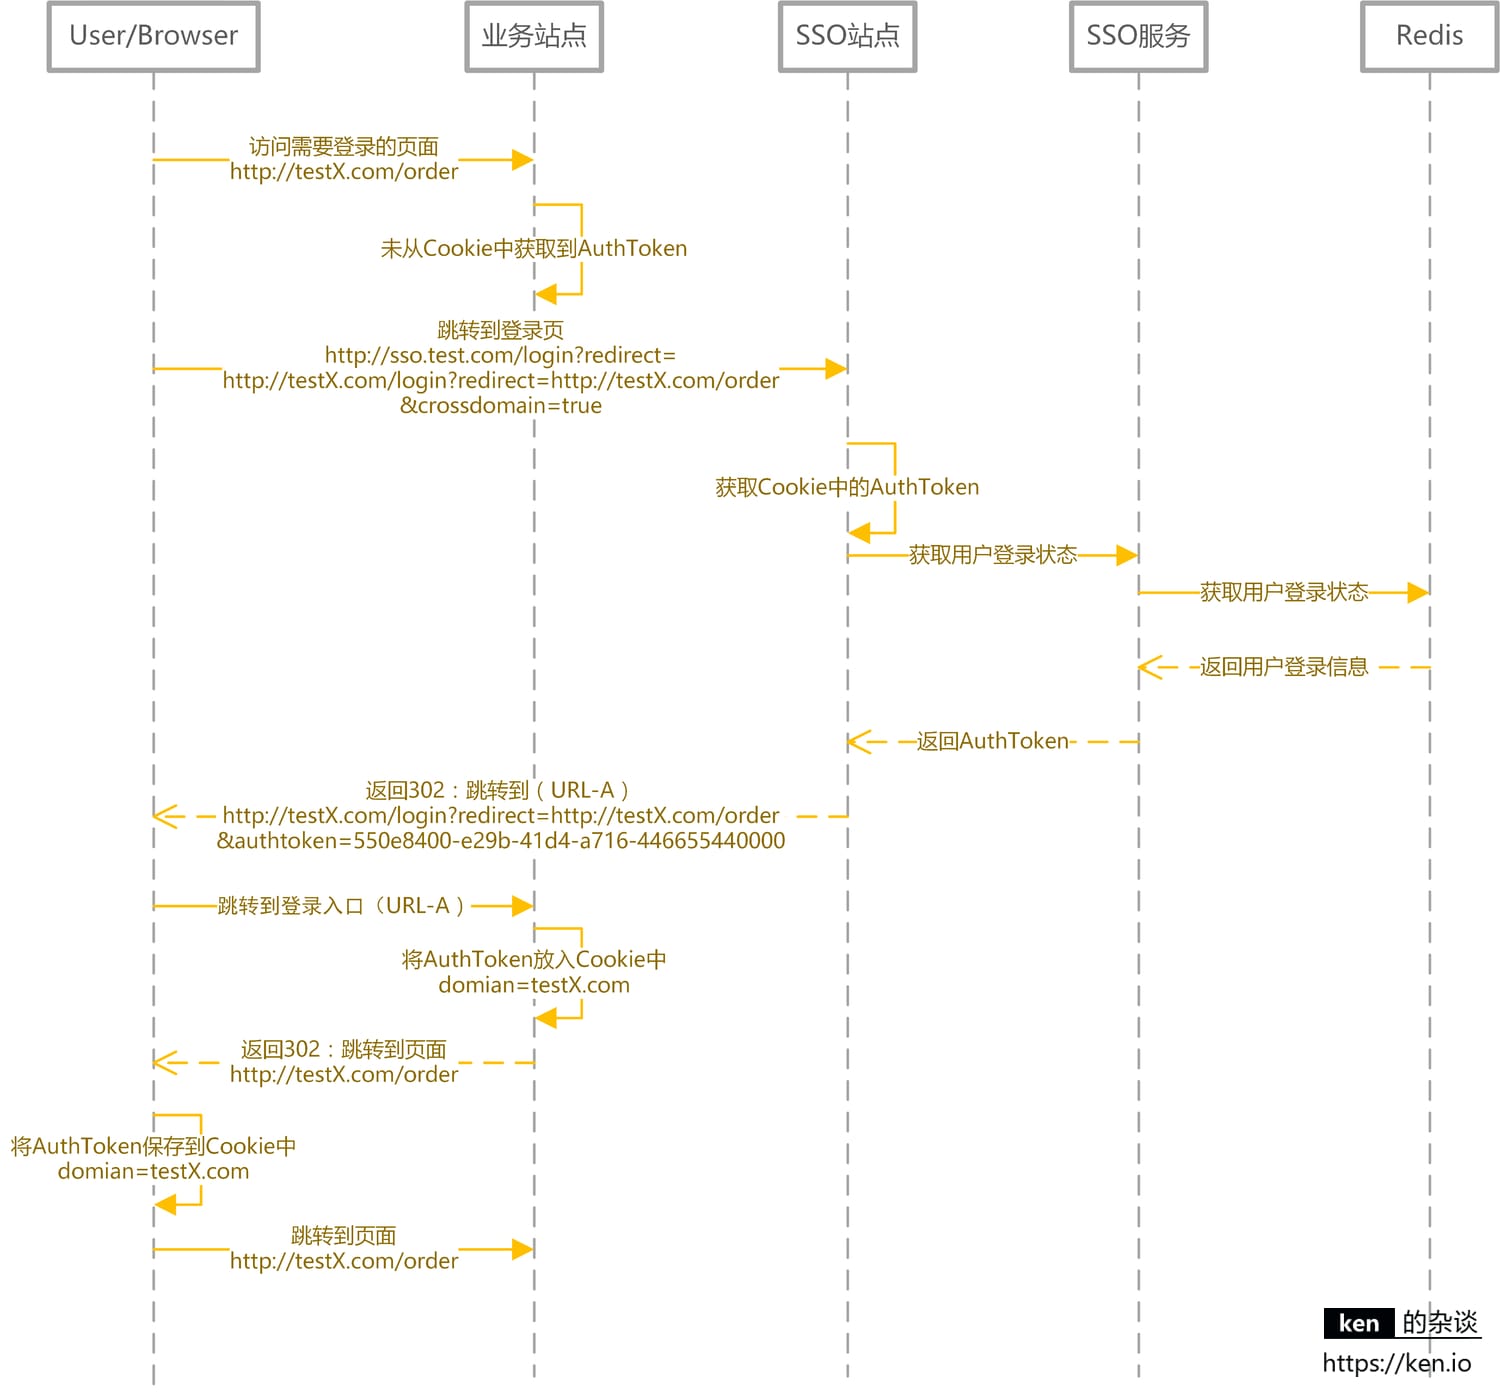 User/Browser
业务站点
SSO站点
SSO服务
Redis
访问需要登录的页面
http://testX.com/order
未从Cookie中获取到AuthToken
跳转到登录页
http://sso.test.com/login?redirect=
http://testX.com/login?redirect=http://testX.com/order
&crossdomain=true
获取Cookie中的AuthToken
获取用户登录状态
获取用户登录状态
返回用户登录信息
返回AuthToken
返回302：跳转到（URL-A）
http://testX.com/login?redirect=http://testX.com/order
&authtoken=550e8400-e29b-41d4-a716-446655440000
跳转到登录入口（URL-A）
将AuthToken放入Cookie中
domian=testX.com
返回302：跳转到页面
http://testX.com/order
将AuthToken保存到Cookie中
domian=testX.com
跳转到页面
http://testX.com/order
ken 的杂谈
https://ken.io